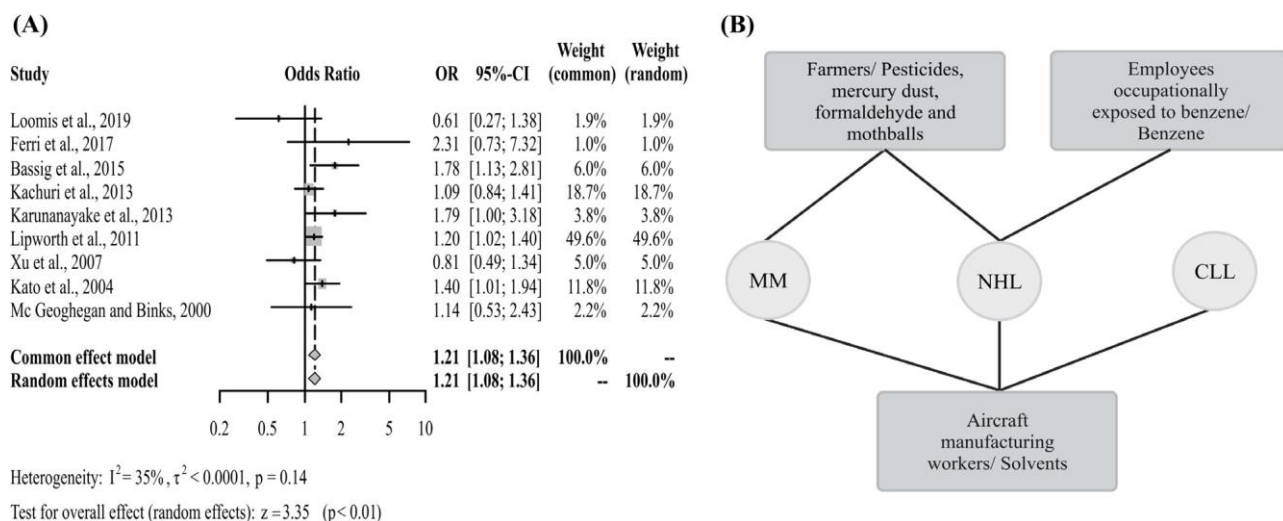 (A)
Study Odds Ratio OR 95%-CI Weight (common) Weight (random)
Loomis et al., 2019 0.61 [0.27; 1.38] 1.9% 1.9%
Ferri et al., 2017 2.31 [0.73; 7.32] 1.0% 1.0%
Bassig et al., 2015 1.78 [1.13; 2.81] 6.0% 6.0%
Kachuri et al., 2013 1.09 [0.84; 1.41] 18.7% 18.7%
Karunanayake et al., 2013 1.79 [1.00; 3.18] 3.8% 3.8%
Lipworth et al., 2011 1.20 [1.02; 1.40] 49.6% 49.6%
Xu et al., 2007 0.81 [0.49; 1.34] 5.0% 5.0%
Kato et al., 2004 1.40 [1.01; 1.94] 11.8% 11.8%
Mc Geoghegan and Binks, 2000 1.14 [0.53; 2.43] 2.2% 2.2%
Common effect model 1.21 [1.08; 1.36] 100.0% --
Random effects model 1.21 [1.08; 1.36] -- 100.0%
0.2 0.5 1 2 5 10
Heterogeneity: I² = 35%, τ² < 0.0001, p = 0.14
Test for overall effect (random effects): z = 3.35 (p < 0.01)
(B)
Farmers/ Pesticides,
mercury dust,
formaldehyde and
mothballs
Employees
occupationally
exposed to benzene/
Benzene
MM
NHL
CLL
Aircraft
manufacturing
workers/ Solvents